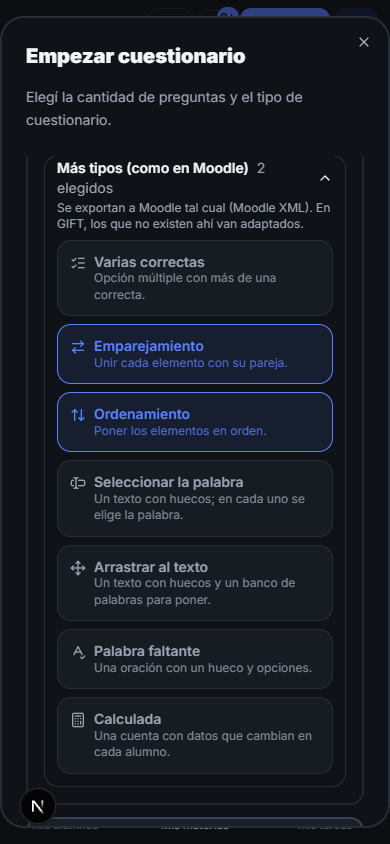 Empezar cuestionario
Elegí la cantidad de preguntas y el tipo de
cuestionario.
Más tipos (como en Moodle) 2
elegidos
Se exportan a Moodle tal cual (Moodle XML). En
GIFT, los que no existen ahí van adaptados.
Varias correctas
Opción múltiple con más de una
correcta.
Emparejamiento
Unir cada elemento con su pareja.
Ordenamiento
Poner los elementos en orden.
Seleccionar la palabra
Un texto con huecos; en cada uno se
elige la palabra.
Arrastrar al texto
Un texto con huecos y un banco de
palabras para poner.
Palabra faltante
Una oración con un hueco y opciones.
Calculada
Una cuenta con datos que cambian en
cada alumno.
N